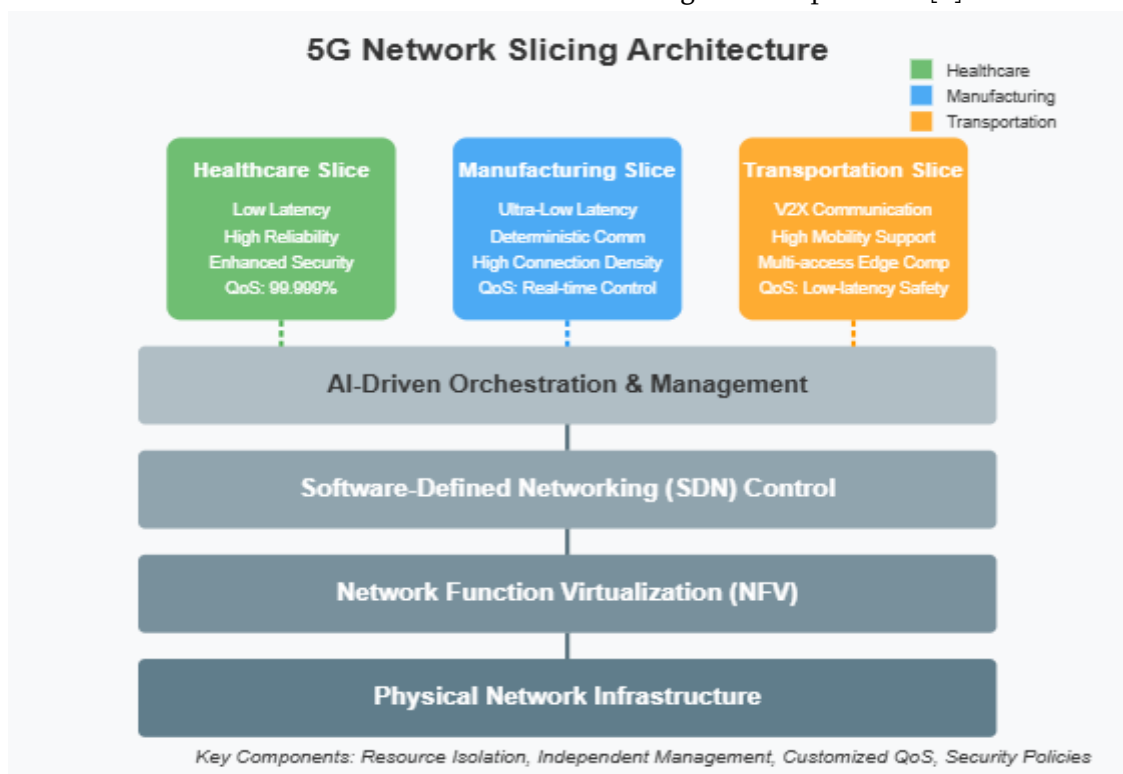 5G Network Slicing Architecture
Healthcare
Manufacturing
Transportation
Healthcare Slice
Low Latency
High Reliability
Enhanced Security
QoS: 99.999%
Manufacturing Slice
Ultra-Low Latency
Deterministic Comm
High Connection Density
QoS: Real-time Control
Transportation Slice
V2X Communication
High Mobility Support
Multi-access Edge Comp
QoS: Low-latency Safety
AI-Driven Orchestration & Management
Software-Defined Networking (SDN) Control
Network Function Virtualization (NFV)
Physical Network Infrastructure
Key Components: Resource Isolation, Independent Management, Customized QoS, Security Policies